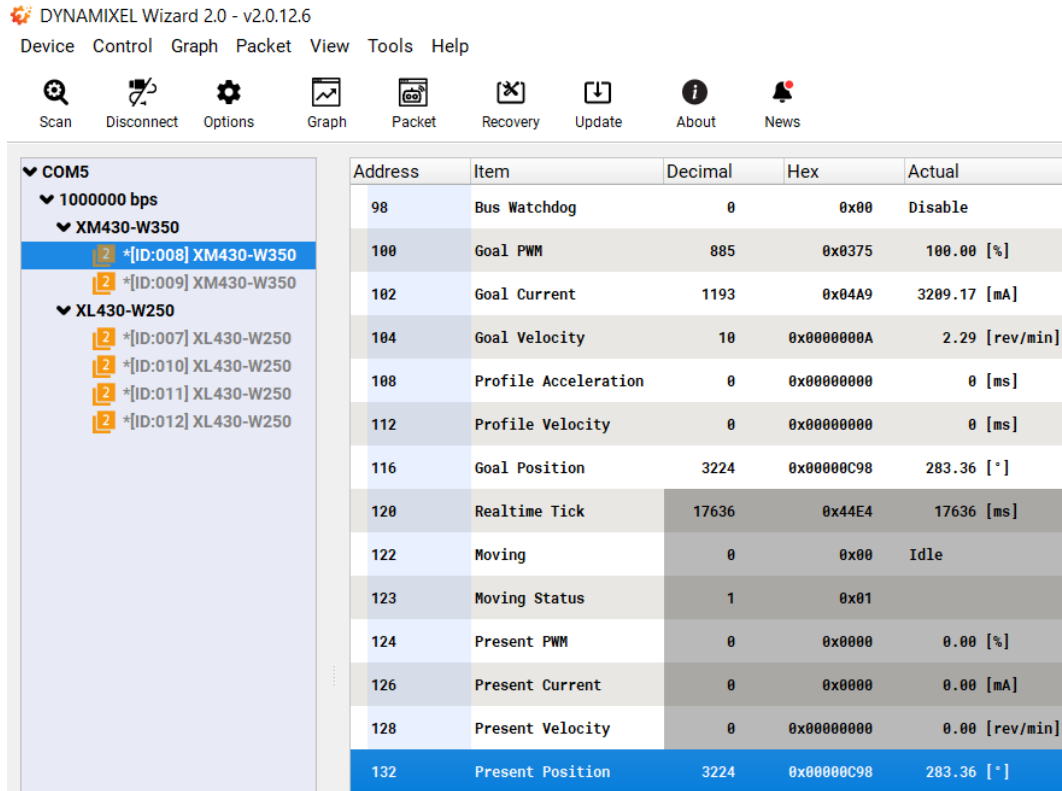 DYNAMIXEL Wizard 2.0 - v2.0.12.6
Device Control Graph Packet View Tools Help
Scan Disconnect Options Graph Packet Recovery Update About News
COM5
1000000 bps
XM430-W350
2 *[ID:008] XM430-W350
2 *[ID:009] XM430-W350
XL430-W250
2 *[ID:007] XL430-W250
2 *[ID:010] XL430-W250
2 *[ID:011] XL430-W250
2 *[ID:012] XL430-W250
Address Item Decimal Hex Actual
98 Bus Watchdog 0 0x00 Disable
100 Goal PWM 885 0x0375 100.00 [%]
102 Goal Current 1193 0x04A9 3209.17 [mA]
104 Goal Velocity 10 0x0000000A 2.29 [rev/min]
108 Profile Acceleration 0 0x00000000 0 [ms]
112 Profile Velocity 0 0x00000000 0 [ms]
116 Goal Position 3224 0x00000C98 283.36 [°]
120 Realtime Tick 17636 0x44E4 17636 [ms]
122 Moving 0 0x00 Idle
123 Moving Status 1 0x01
124 Present PWM 0 0x0000 0.00 [%]
126 Present Current 0 0x0000 0.00 [mA]
128 Present Velocity 0 0x00000000 0.00 [rev/min]
132 Present Position 3224 0x00000C98 283.36 [°]